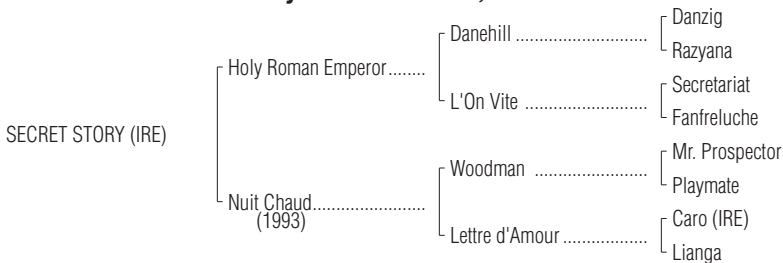 Danzig
Danehill ....................................
Razyana
Holy Roman Emperor........
Secretariat
L'On Vite .................................
Fanfreluche
SECRET STORY (IRE)
Mr. Prospector
Woodman ...............................
Playmate
Nuit Chaud.........................
(1993)
Caro (IRE)
Lettre d'Amour .......................
Lianga